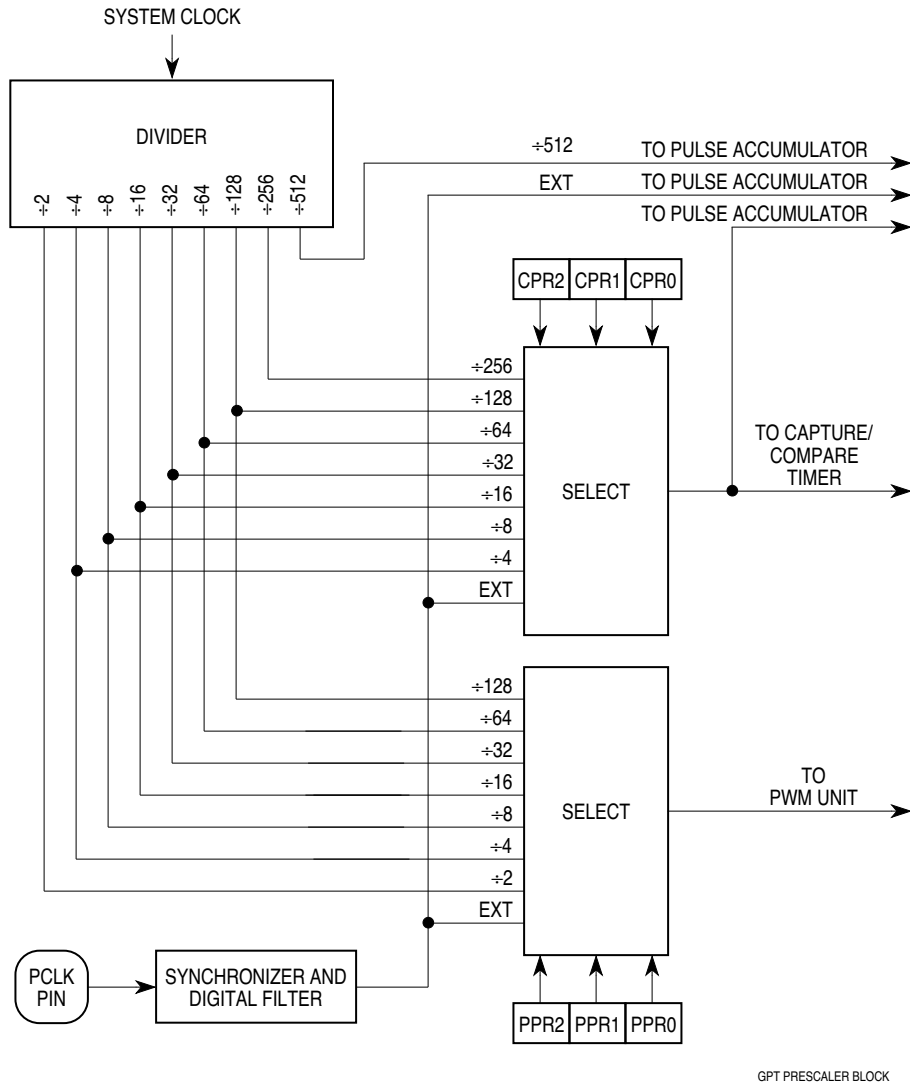 SYSTEM CLOCK
DIVIDER
÷2 ÷4 ÷8 ÷16 ÷32 ÷64 ÷128 ÷256 ÷512
÷512 TO PULSE ACCUMULATOR
EXT TO PULSE ACCUMULATOR
TO PULSE ACCUMULATOR
CPR2 CPR1 CPR0
÷256
÷128
÷64
÷32
÷16
÷8
÷4
EXT
SELECT
TO CAPTURE/
COMPARE
TIMER
÷128
÷64
÷32
÷16
÷8
÷4
÷2
EXT
SELECT
TO
PWM UNIT
PCLK
PIN
SYNCHRONIZER AND
DIGITAL FILTER
PPR2 PPR1 PPR0
GPT PRESCALER BLOCK